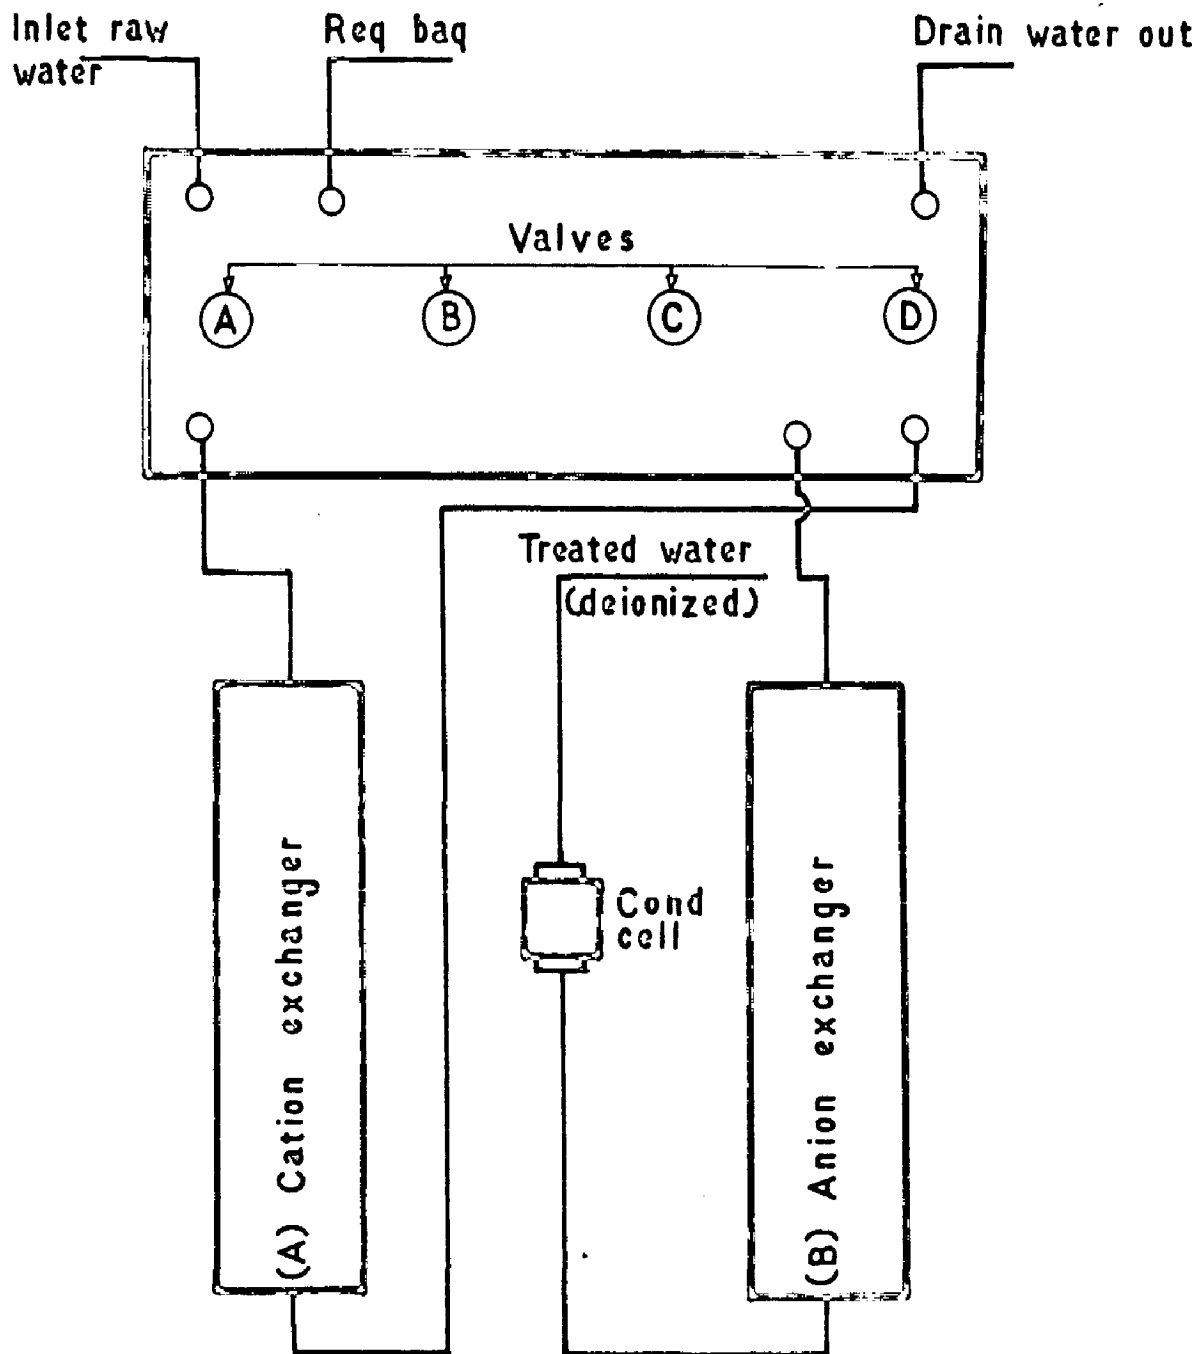 Inlet raw
water
Req baq
Drain water out
Valves
A
B
C
D
Treated water
(deionized)
(A) Cation exchanger
Cond
cell
(B) Anion exchanger